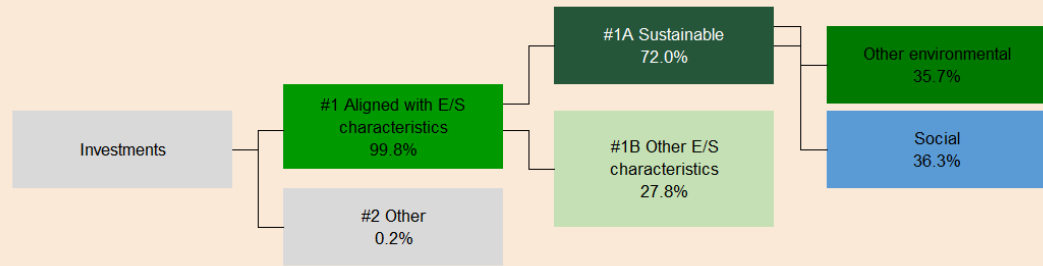 Investments
#1 Aligned with E/S
characteristics
99.8%
#2 Other
0.2%
#1A Sustainable
72.0%
#1B Other E/S
characteristics
27.8%
Other environmental
35.7%
Social
36.3%